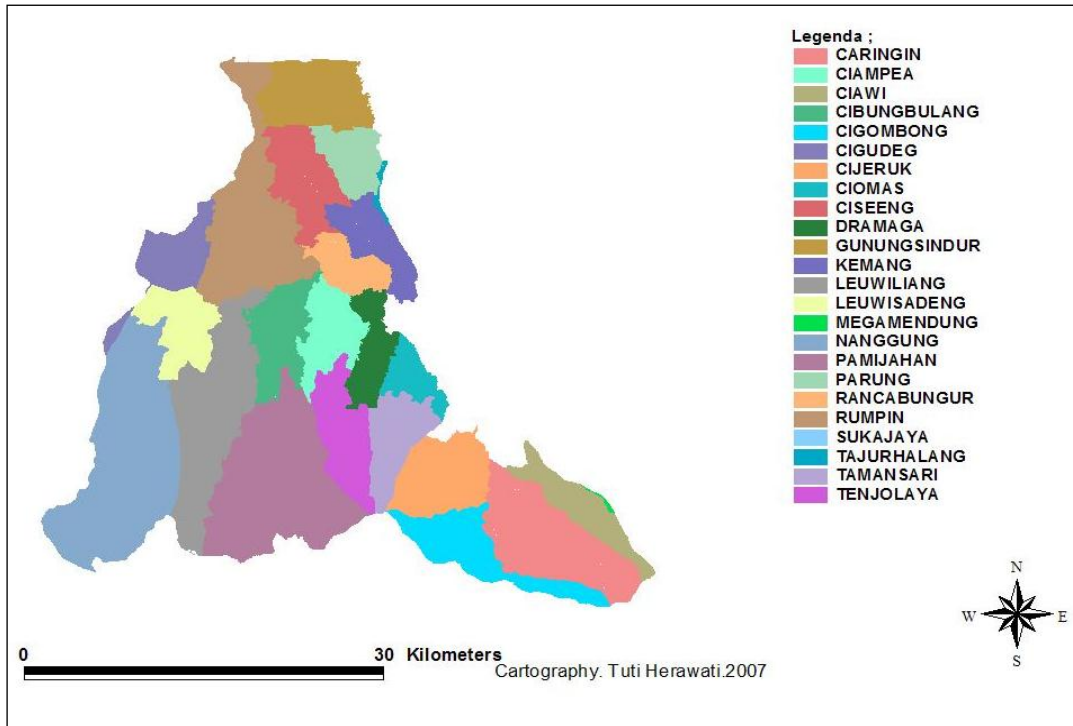 Legenda ;
CARINGIN
CIAMPEA
CIAWI
CIBUNGBULANG
CIGOMBONG
CIGUDEG
CIJERUK
CIOMAS
CISEENG
DRAMAGA
GUNUNGSINDUR
KEMANG
LEUWILIANG
LEUWISADENG
MEGAMENDUNG
NANGGUNG
PAMIJAHAN
PARUNG
RANCABUNGUR
RUMPIN
SUKAJAYA
TAJURHALANG
TAMANSARI
TENJOLAYA
N
W E
S
0 30 Kilometers
Cartography. Tuti Herawati.2007